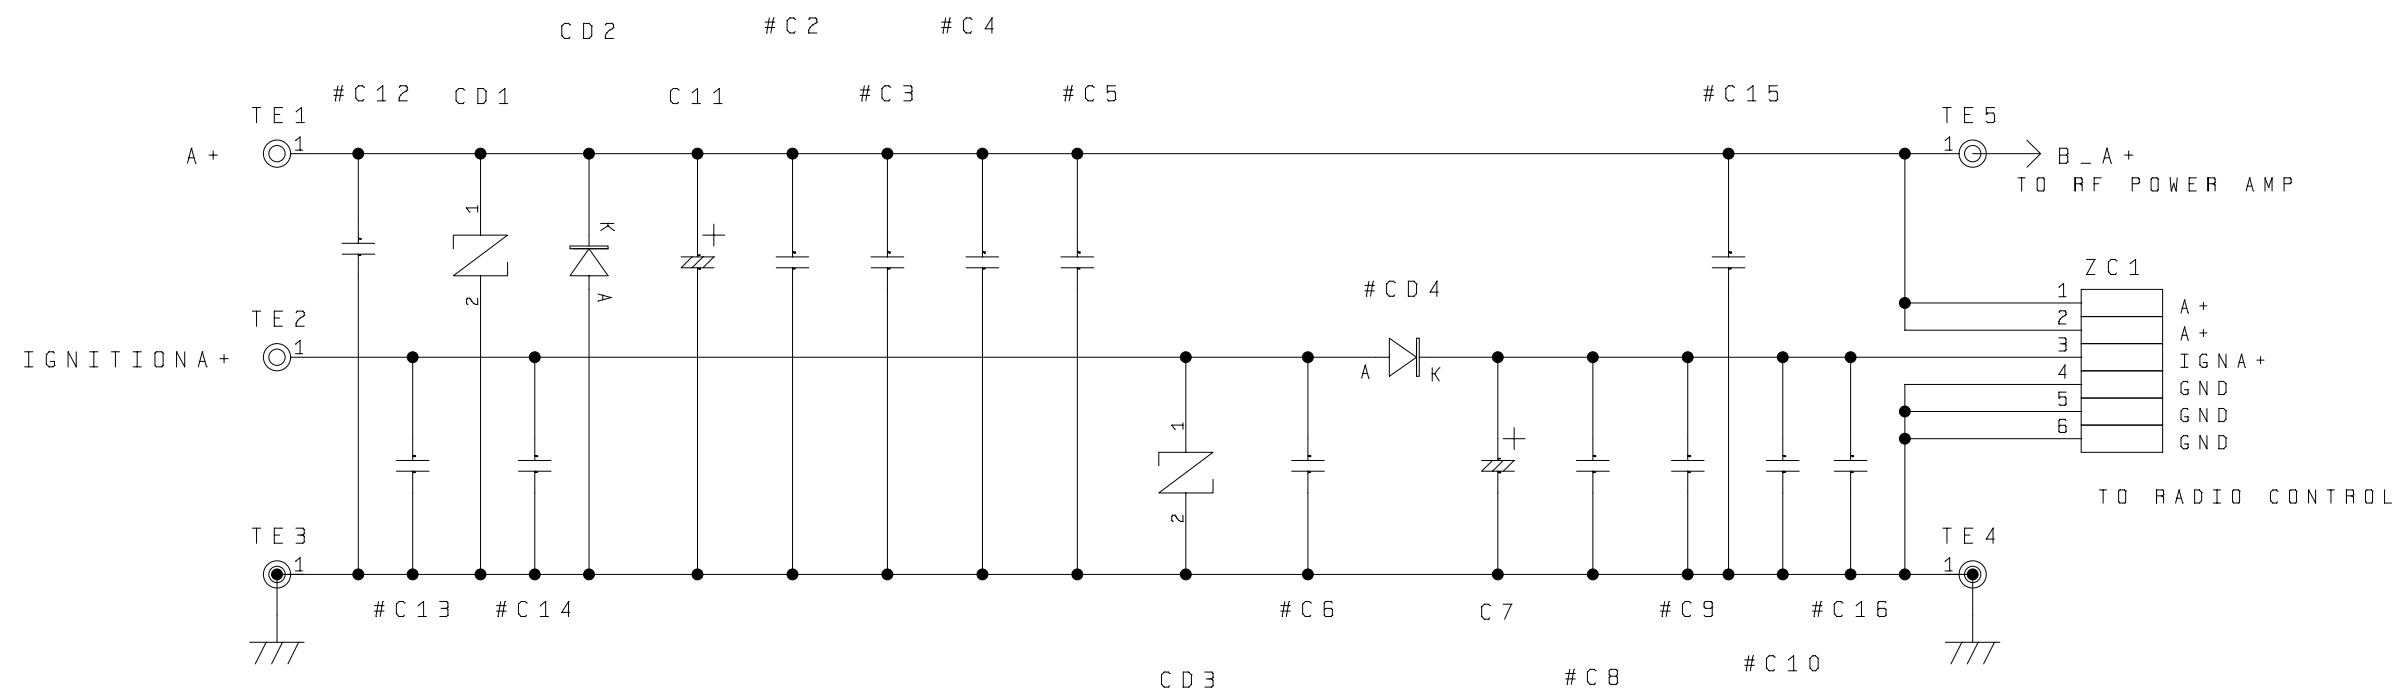 CD2 #C2 #C4
#C12 CD1 C11 #C3 #C5 #C15
TE1 TE5
A+ 1 1 B_A+
TO RF POWER AMP
1 K +
ZC1
2 A #CD4 1 A+
TE2 2 A+
IGNITIONA+ 1 3 IGNA+
A K 4 GND
5 GND
1 + 6 GND
TO RADIO CONTROL
2
TE3 TE4
1 1
#C13 #C14 #C6 C7 #C9 #C16
CD3 #C8 #C10